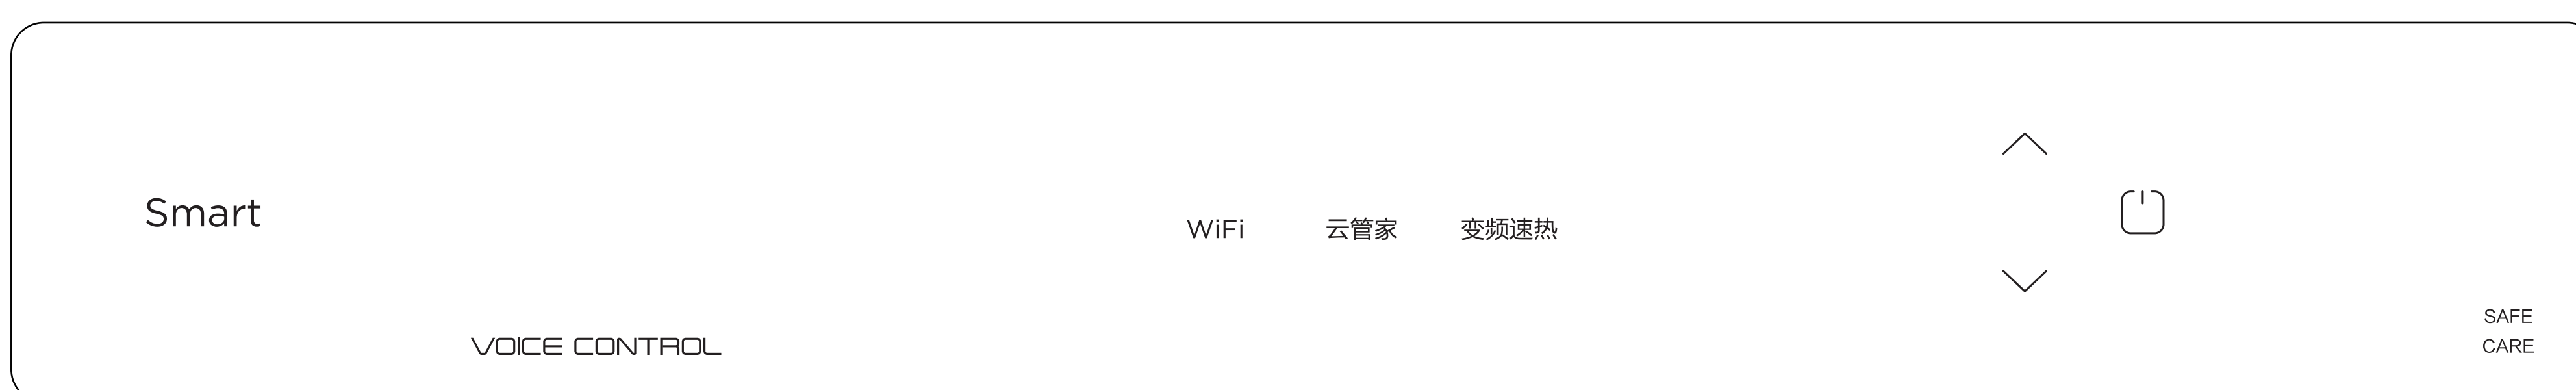 Smart
WiFi 云管家 变频速热
VOICE CONTROL
SAFE
CARE